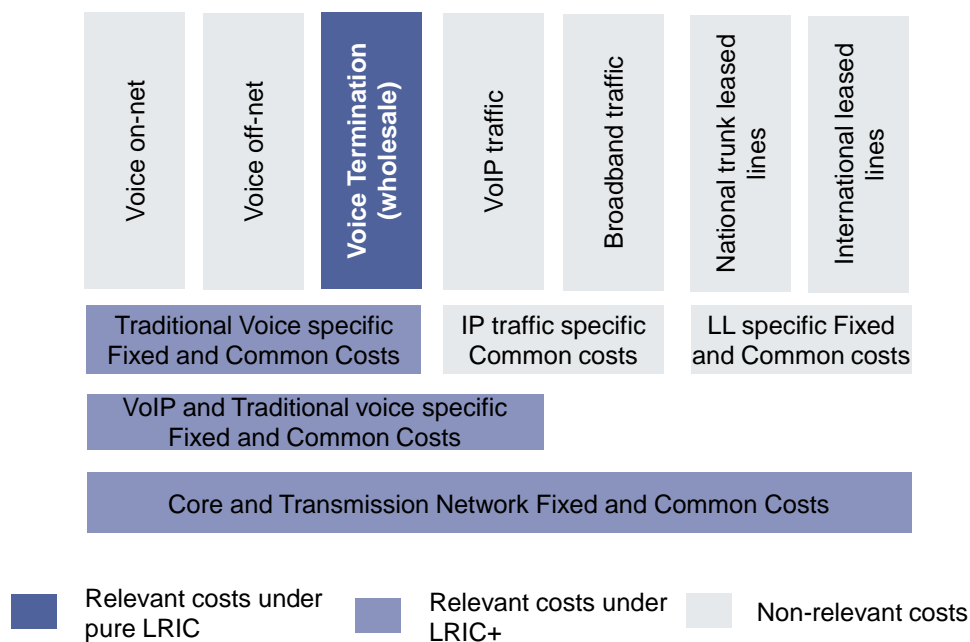 Voice on-net
Voice off-net
Voice Termination
(wholesale)
VoIP traffic
Broadband traffic
National trunk leased
lines
International leased
lines
Traditional Voice specific
Fixed and Common Costs
IP traffic specific
Common costs
LL specific Fixed
and Common costs
VoIP and Traditional voice specific
Fixed and Common Costs
Core and Transmission Network Fixed and Common Costs
Relevant costs under
pure LRIC
Relevant costs under
LRIC+
Non-relevant costs